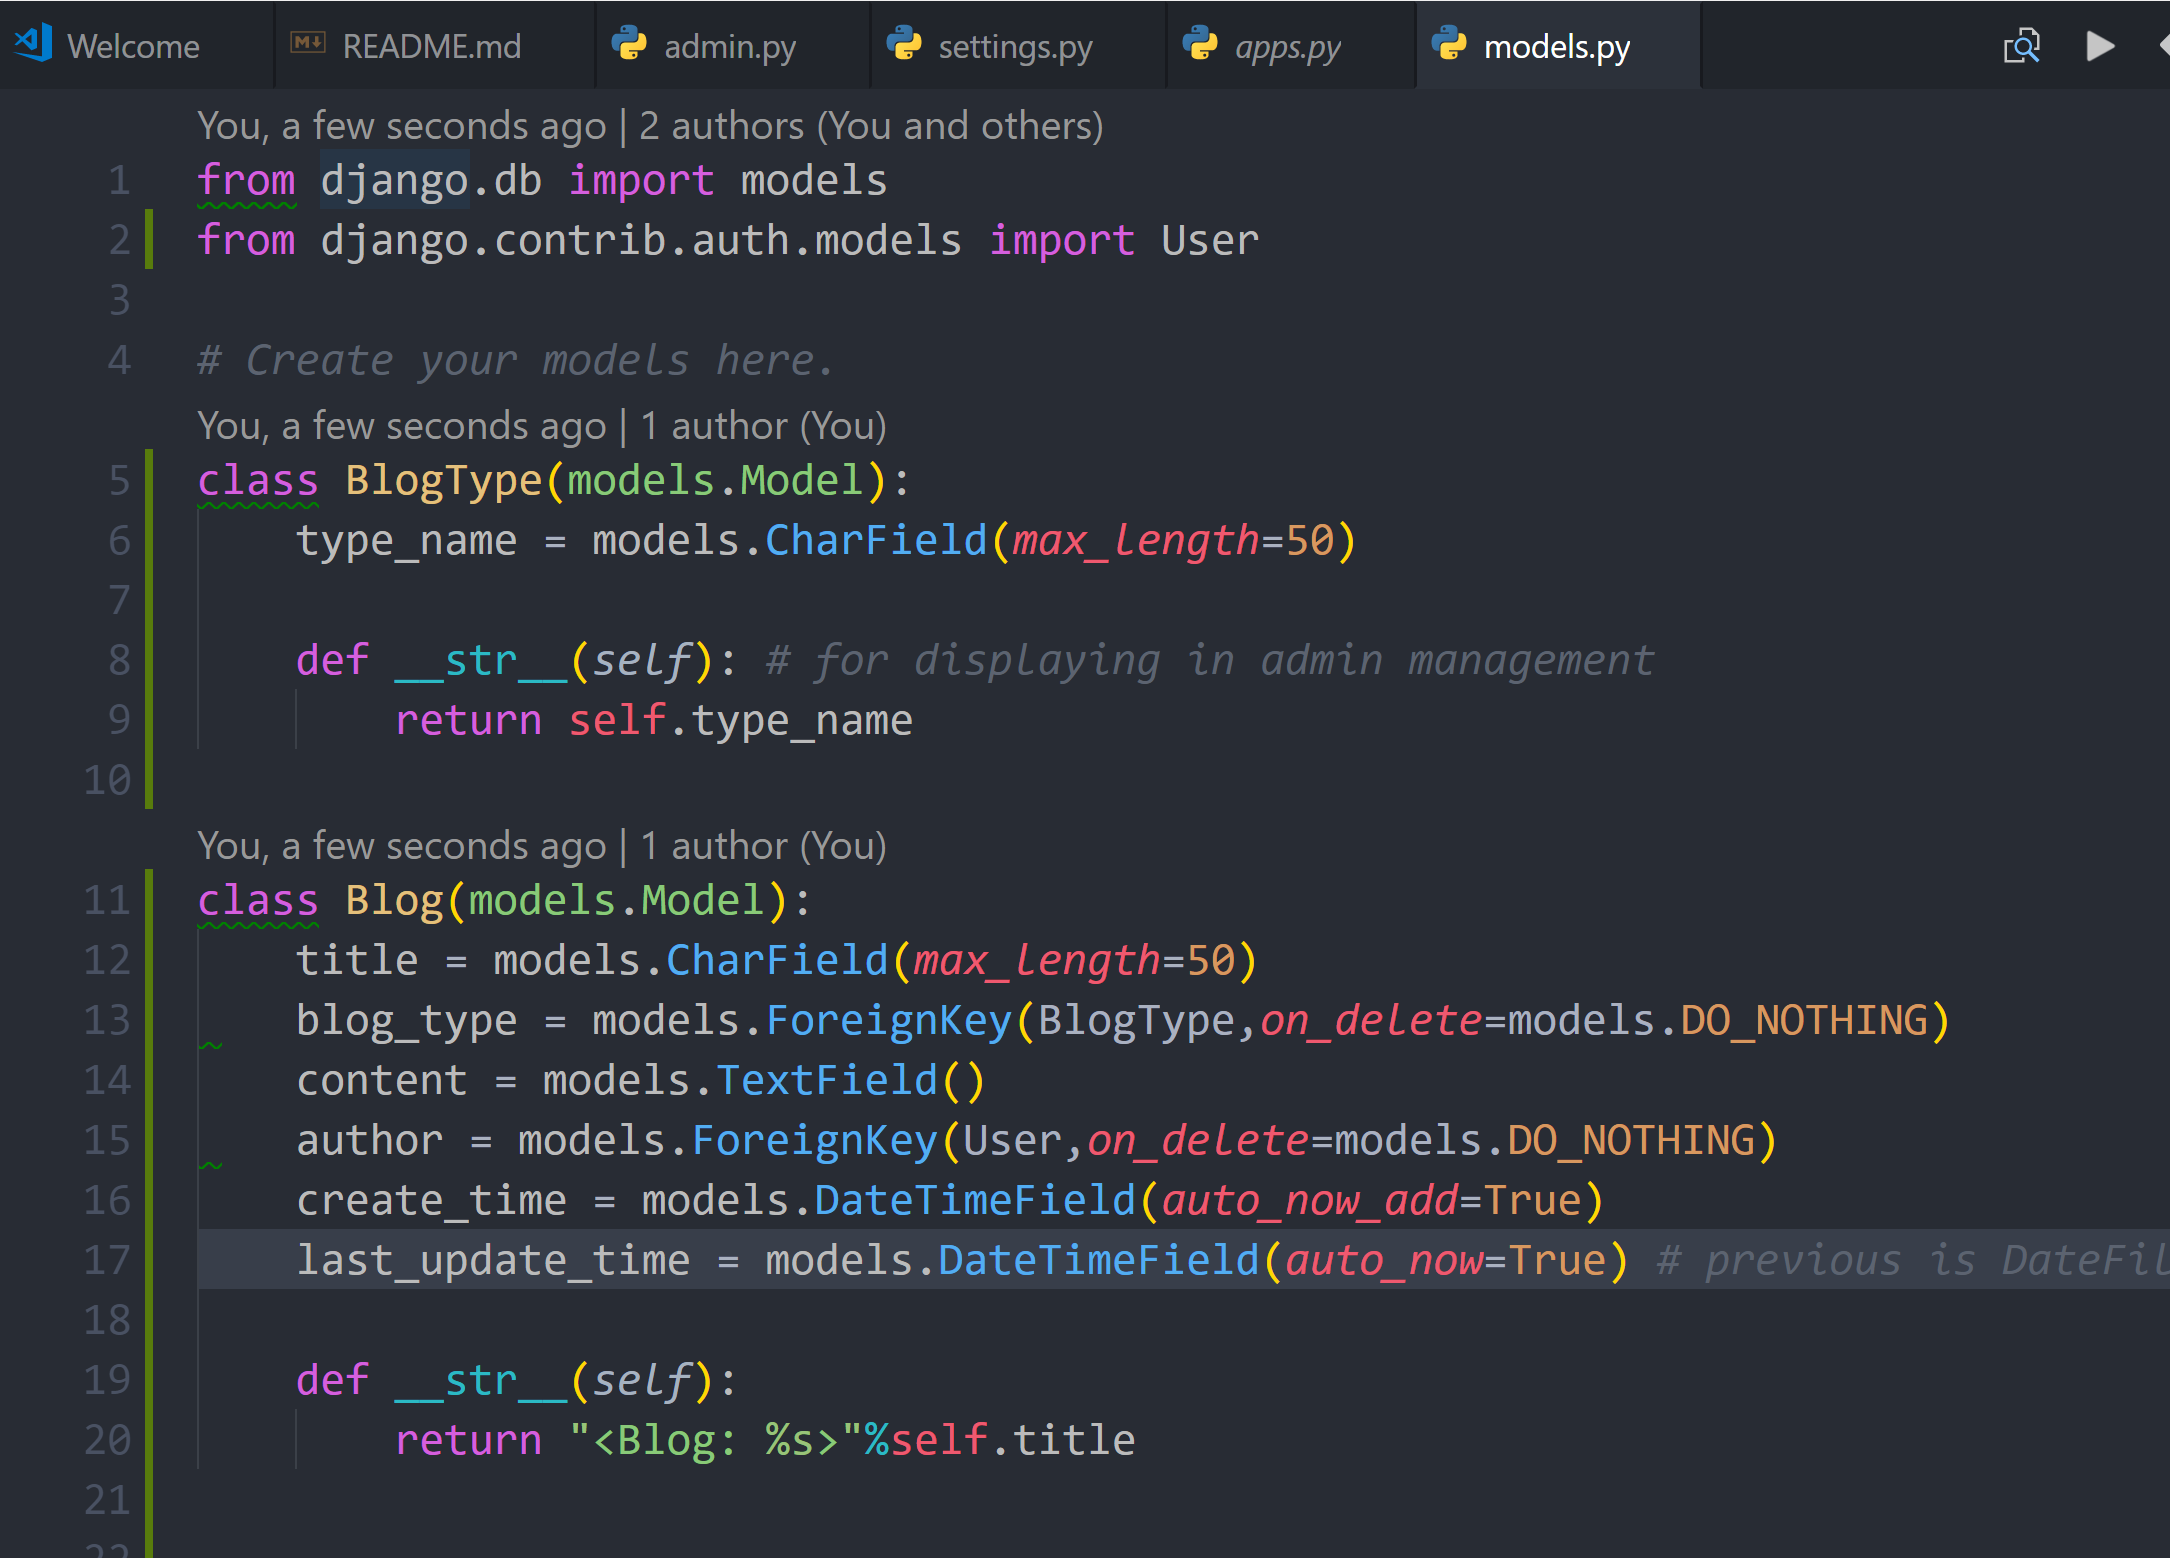 Welcome README.md admin.py settings.py apps.py models.py
You, a few seconds ago | 2 authors (You and others)
1 from django.db import models
2 from django.contrib.auth.models import User
3
4 # Create your models here.
You, a few seconds ago | 1 author (You)
5 class BlogType(models.Model):
6 type_name = models.CharField(max_length=50)
7
8 def __str__(self): # for displaying in admin management
9 return self.type_name
10
You, a few seconds ago | 1 author (You)
11 class Blog(models.Model):
12 title = models.CharField(max_length=50)
13 blog_type = models.ForeignKey(BlogType,on_delete=models.DO_NOTHING)
14 content = models.TextField()
15 author = models.ForeignKey(User,on_delete=models.DO_NOTHING)
16 create_time = models.DateTimeField(auto_now_add=True)
17 last_update_time = models.DateTimeField(auto_now=True) # previous is DateFil
18
19 def __str__(self):
20 return "<Blog: %s>"%self.title
21
22